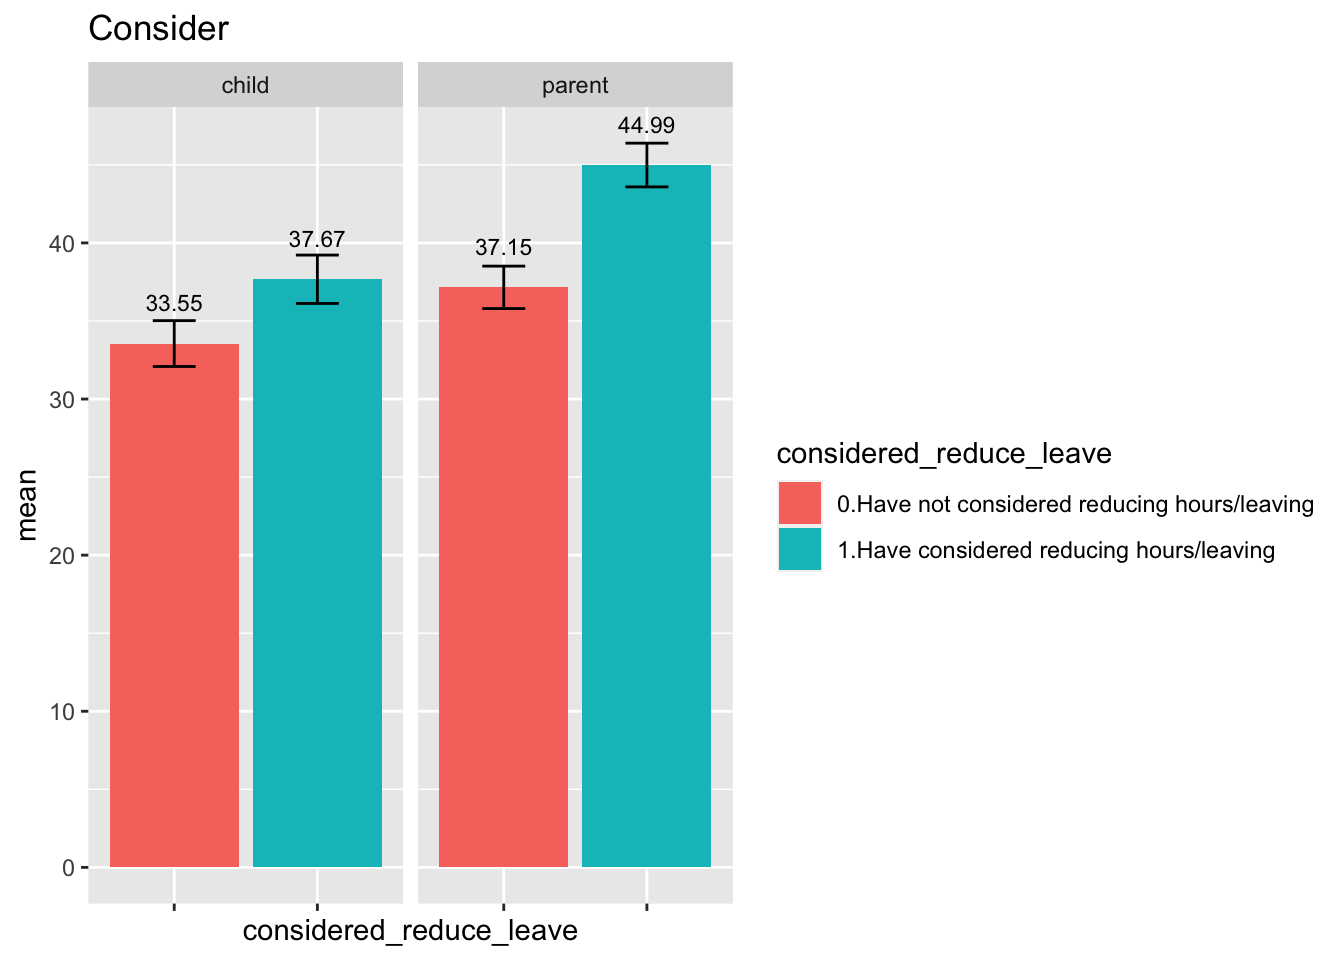 Consider
child
parent
44.99
37.67
37.15
33.55
40
30
20
10
0
mean
considered_reduce_leave
considered_reduce_leave
0.Have not considered reducing hours/leaving
1.Have considered reducing hours/leaving